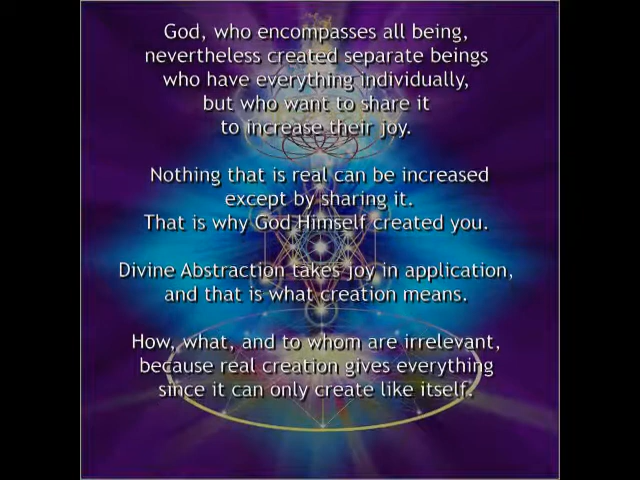 God, who encompasses all being,
nevertheless created separate beings
who have everything individually,
but who want to share it
to increase their joy.
Nothing that is real can be increased
except by sharing it.
That is why God Himself created you.
Divine Abstraction takes joy in application,
and that is what creation means.
How, what, and to whom are irrelevant,
because real creation gives everything
since it can only create like itself.